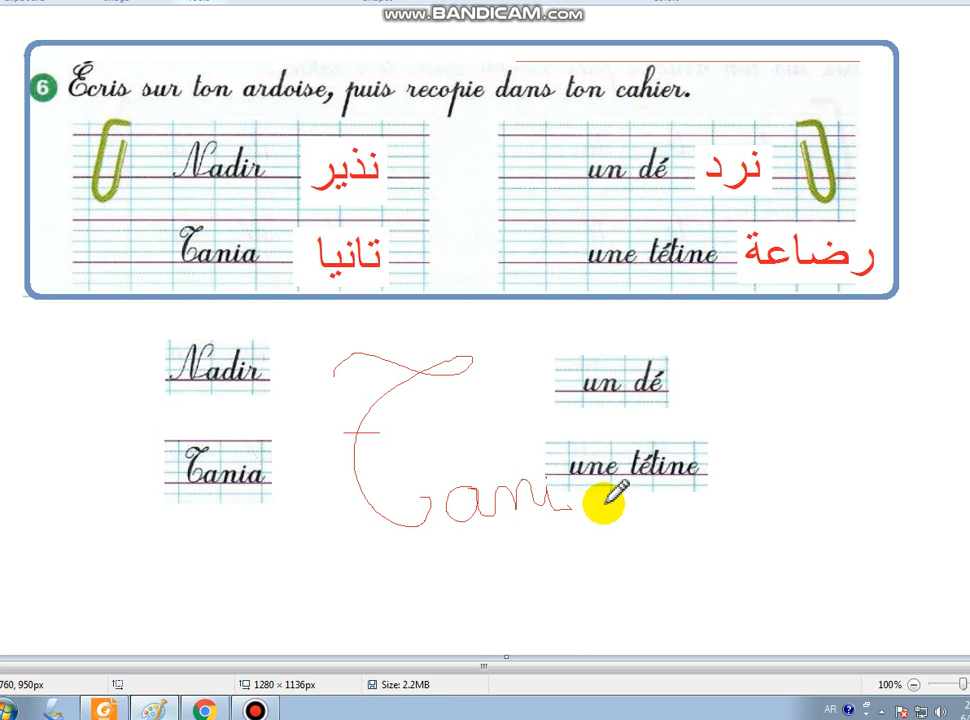 www.BANDICAM.com
6 Écris sur ton ardoise, puis recopie dans ton cahier.
Nadir نذير un dé نرد
Tania تانيا une tétine رضاعة
Nadir un dé
Tania Tani une tétine
760, 950px 1280 × 1136px Size: 2.2MB 100%
AR